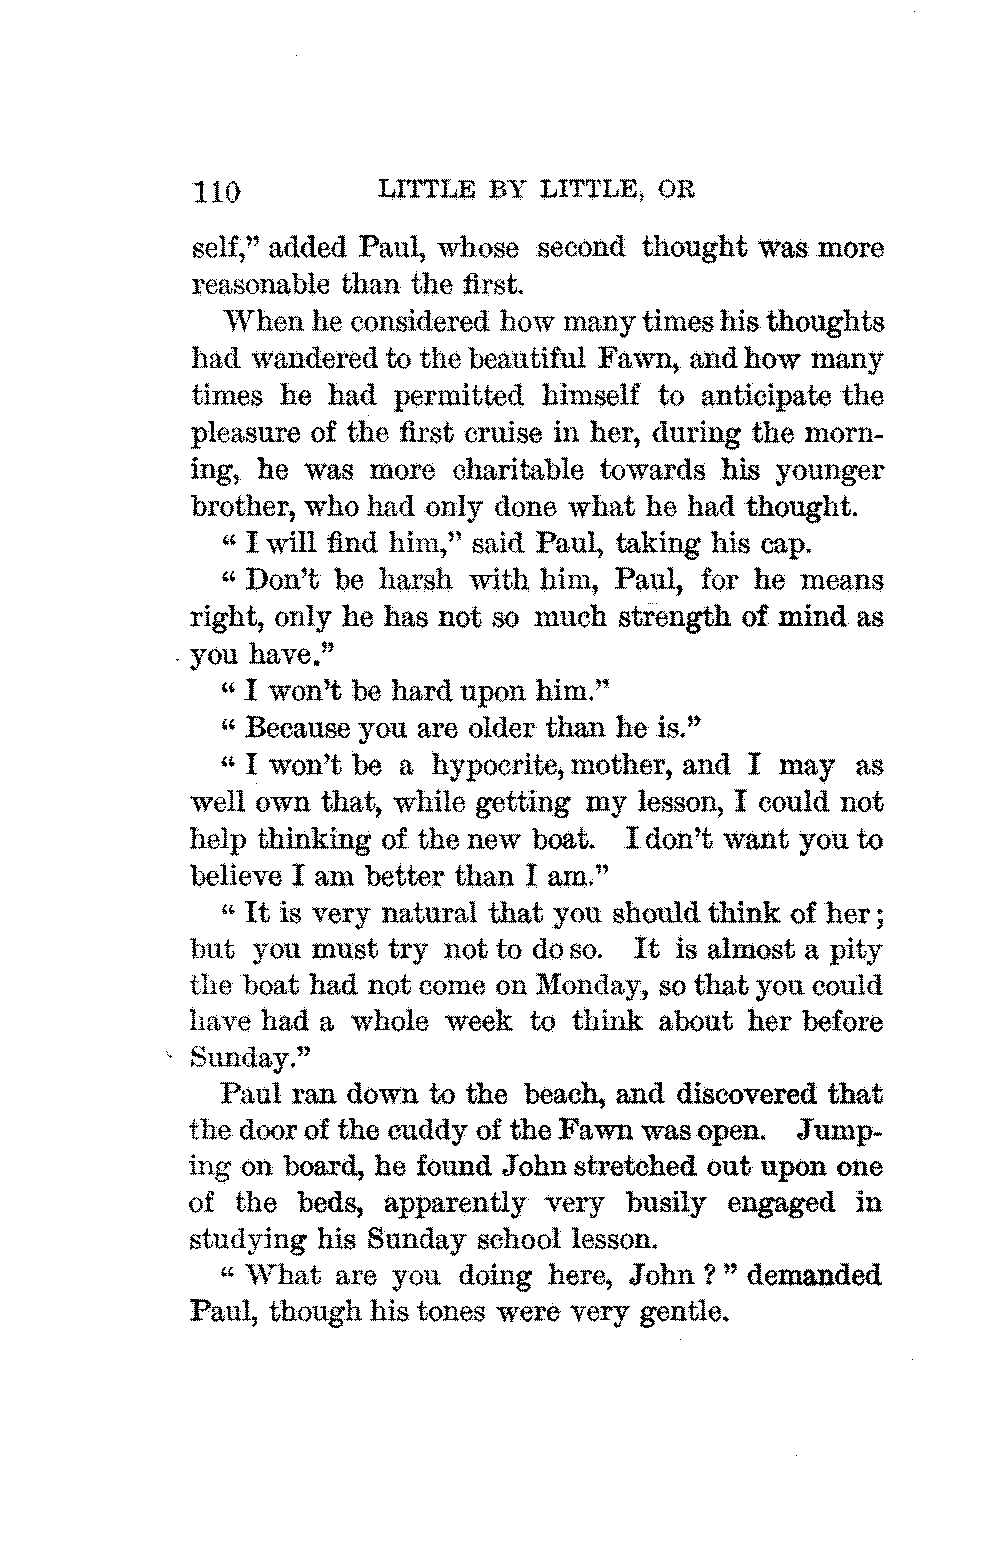 110 LITTLE BY LITTLE, OR
self,” added Paul, whose second thought was more
reasonable than the first.
When he considered how many times his thoughts
had wandered to the beautiful Fawn, and how many
times he had permitted himself to anticipate the
pleasure of the first cruise in her, during the morn-
ing, he was more charitable towards his younger
brother, who had only done what he had thought.
“ I will find him,” said Paul, taking his cap.
“ Don’t be harsh with him, Paul, for he means
right, only he has not so much strength of mind as
you have.”
“ I won’t be hard upon him.”
“ Because you are older than he is.”
“ I won’t be a hypocrite, mother, and I may as
well own that, while getting my lesson, I could not
help thinking of the new boat. I don’t want you to
believe I am better than I am.”
“ It is very natural that you should think of her;
but you must try not to do so. It is almost a pity
the boat had not come on Monday, so that you could
have had a whole week to think about her before
Sunday.”
Paul ran down to the beach, and discovered that
the door of the cuddy of the Fawn was open. Jump-
ing on board, he found John stretched out upon one
of the beds, apparently very busily engaged in
studying his Sunday school lesson.
“ What are you doing here, John ? ” demanded
Paul, though his tones were very gentle.